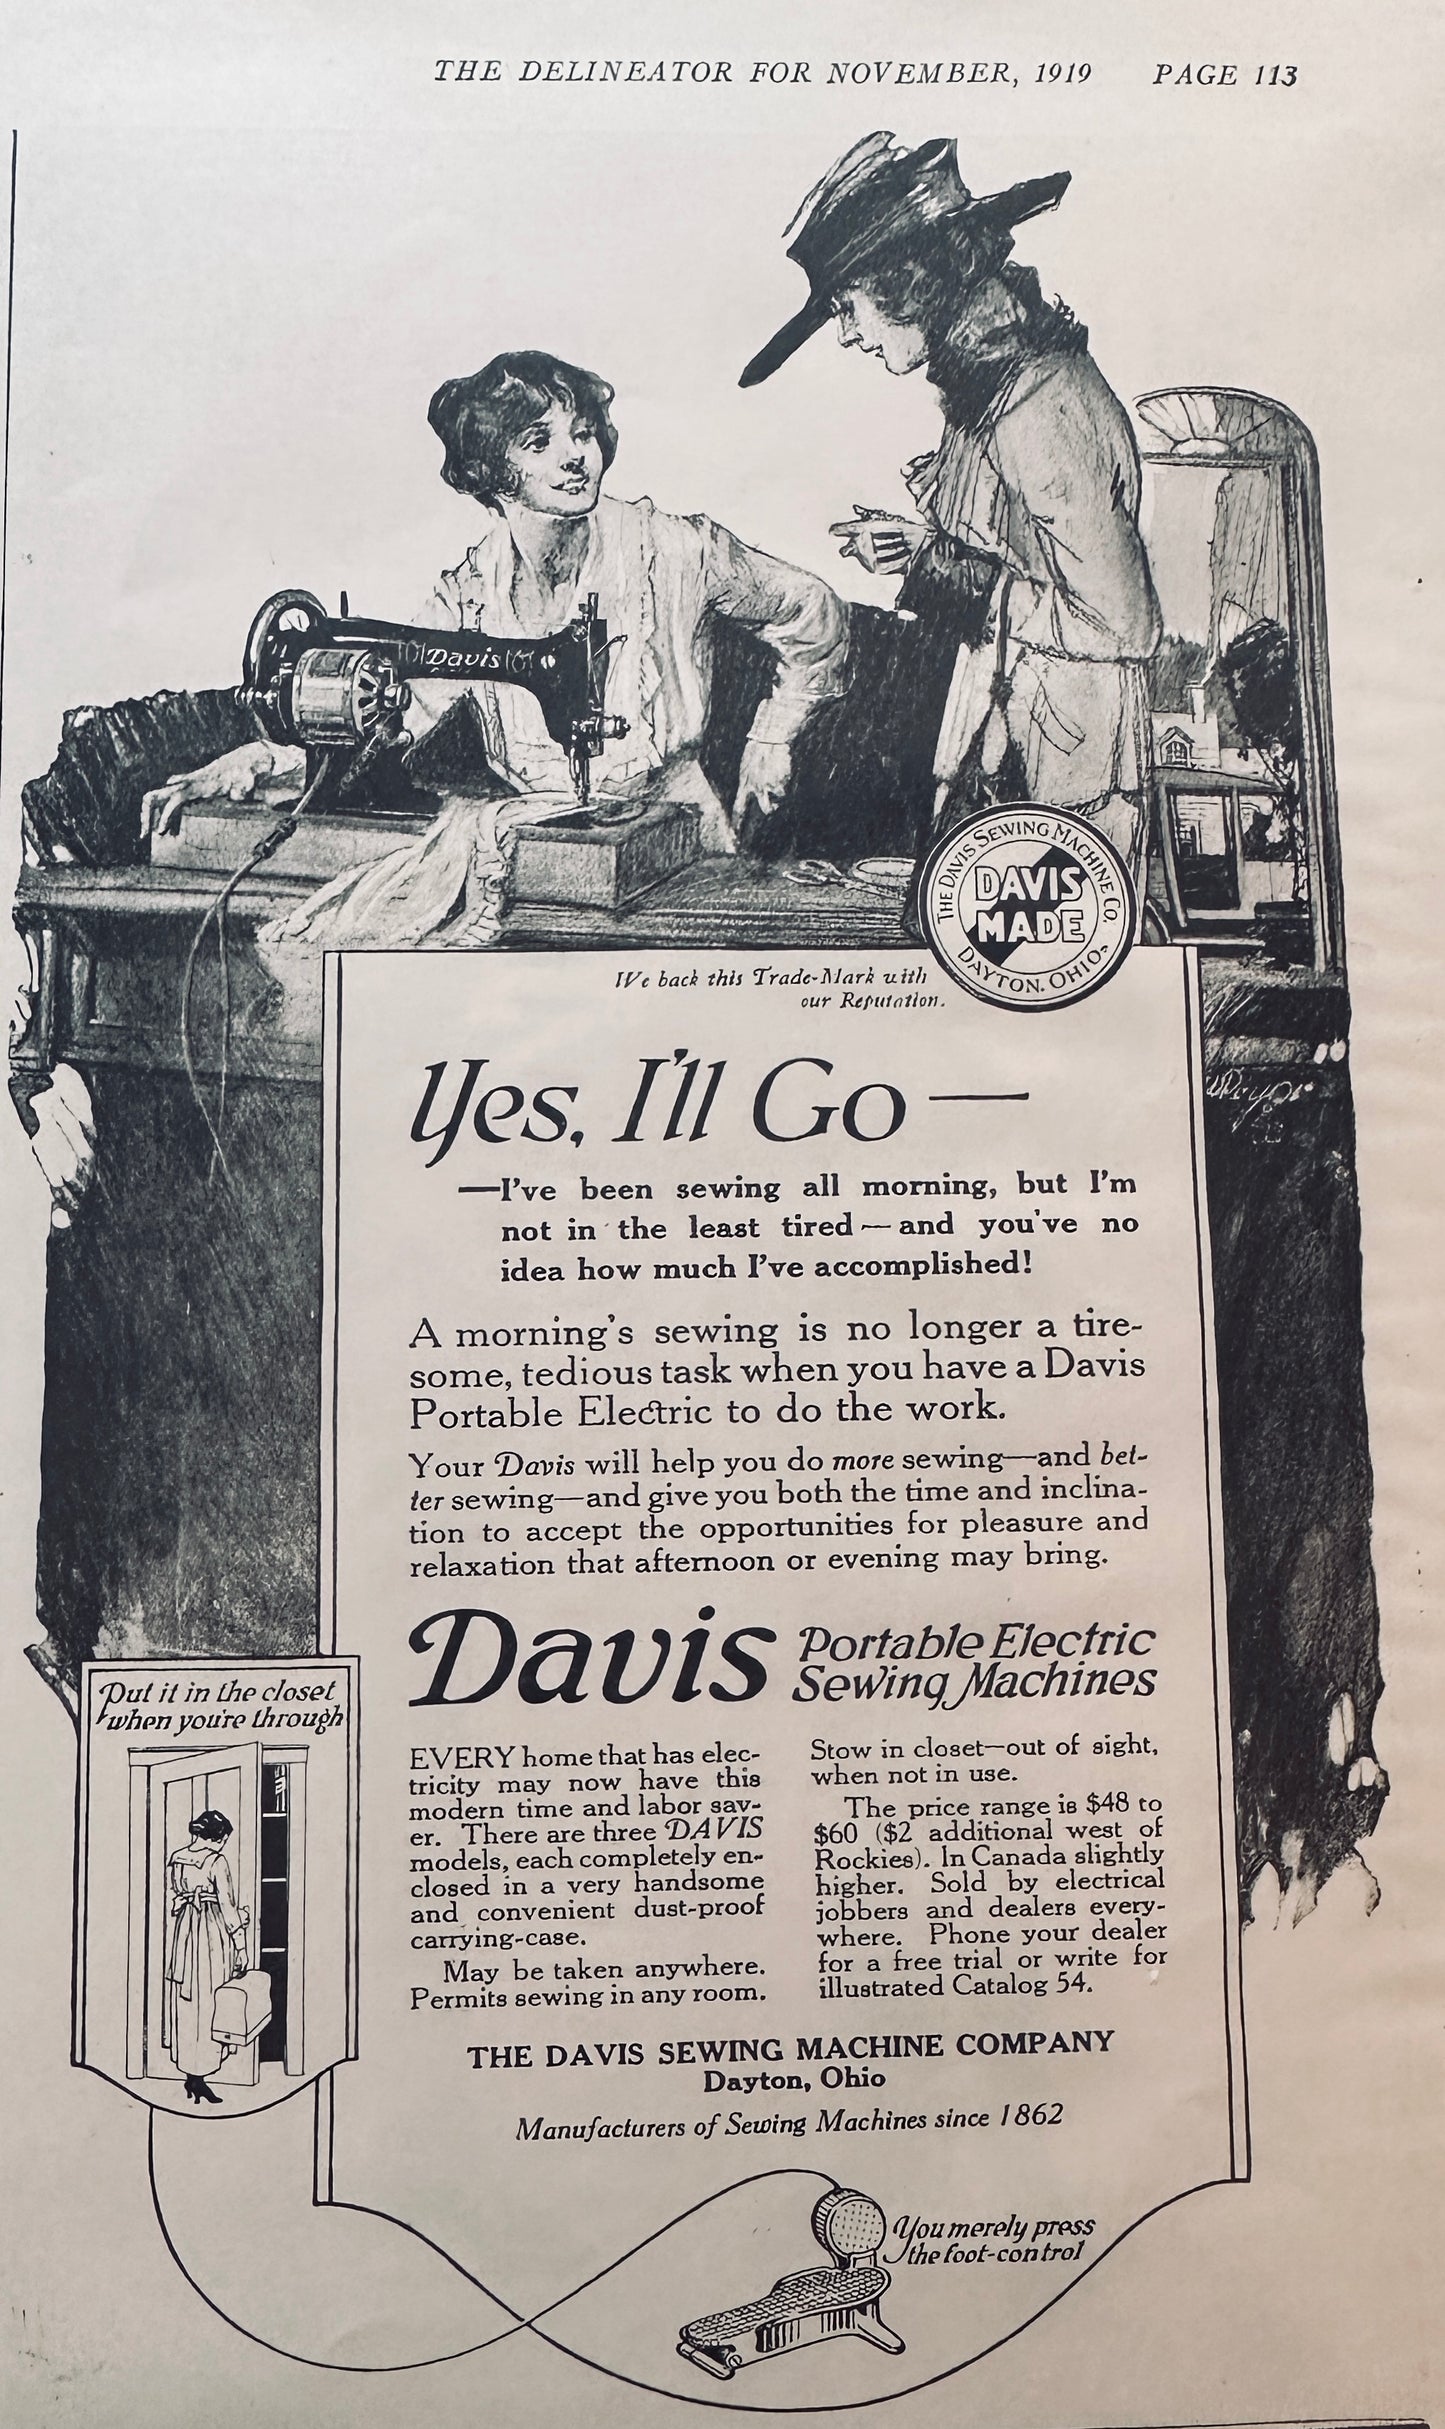 THE DELINEATOR FOR NOVEMBER, 1919 PAGE 113
Davis
THE DAVIS SEWING MACHINE CO.
DAVIS
MADE
DAYTON, OHIO
We back this Trade-Mark with
our Reputation.
Yes, I'll Go—
—I've been sewing all morning, but I'm
not in the least tired—and you've no
idea how much I've accomplished!
A morning's sewing is no longer a tire-
some, tedious task when you have a Davis
Portable Electric to do the work.
Your Davis will help you do more sewing—and bet-
ter sewing—and give you both the time and inclina-
tion to accept the opportunities for pleasure and
relaxation that afternoon or evening may bring.
Davis Portable Electric
Sewing Machines
Put it in the closet
when you're through
EVERY home that has elec-
tricity may now have this
modern time and labor sav-
er. There are three DAVIS
models, each completely en-
closed in a very handsome
and convenient dust-proof
carrying-case.
May be taken anywhere.
Permits sewing in any room.
Stow in closet—out of sight,
when not in use.
The price range is $48 to
$60 ($2 additional west of
Rockies). In Canada slightly
higher. Sold by electrical
jobbers and dealers every-
where. Phone your dealer
for a free trial or write for
illustrated Catalog 54.
THE DAVIS SEWING MACHINE COMPANY
Dayton, Ohio
Manufacturers of Sewing Machines since 1862
You merely press
the foot-control